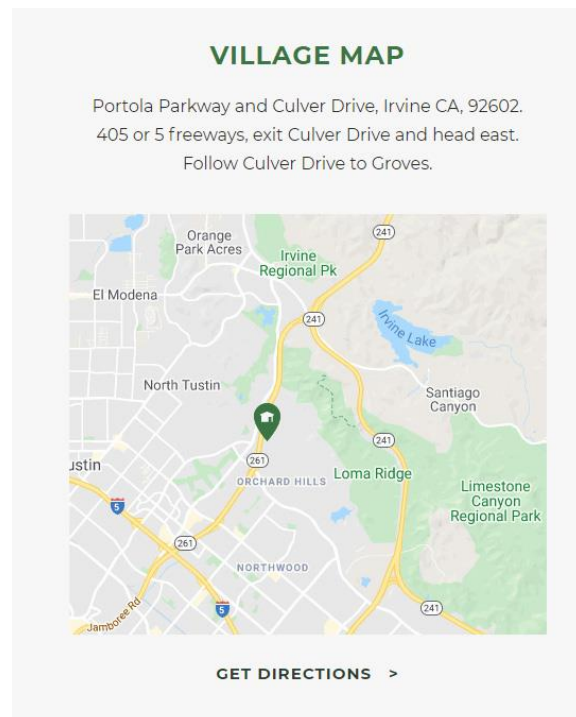 VILLAGE MAP
Portola Parkway and Culver Drive, Irvine CA, 92602.
405 or 5 freeways, exit Culver Drive and head east.
Follow Culver Drive to Groves.
241
Orange
Park Acres
Irvine
Regional Pk
El Modena
241
Irvine Lake
North Tustin
Santiago
Canyon
241
261
ustin
ORCHARD HILLS
Loma Ridge
Limestone
Canyon
Regional Park
5
261
NORTHWOOD
5
241
Jamboree Rd
GET DIRECTIONS >